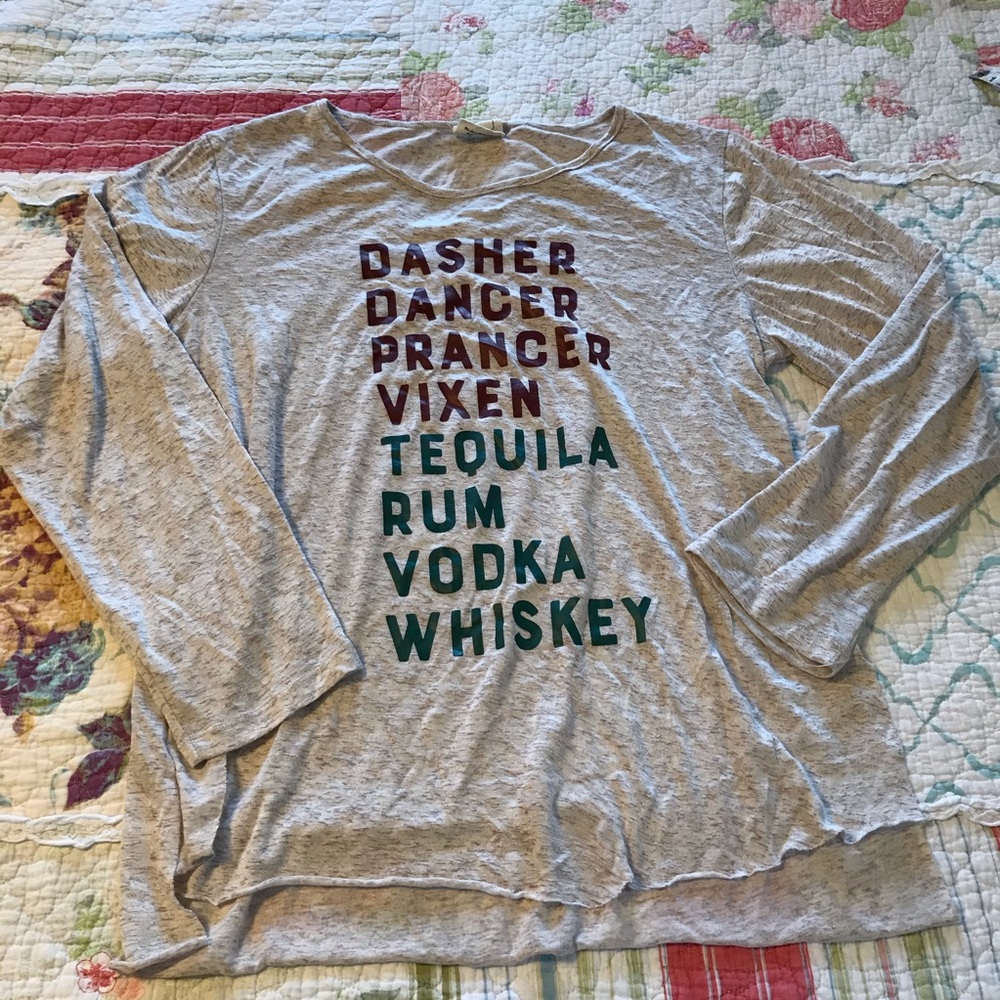 DASHER
DANCER
PRANCER
VIXEN
TEQUILA
RUM
VODKA
WHISKEY